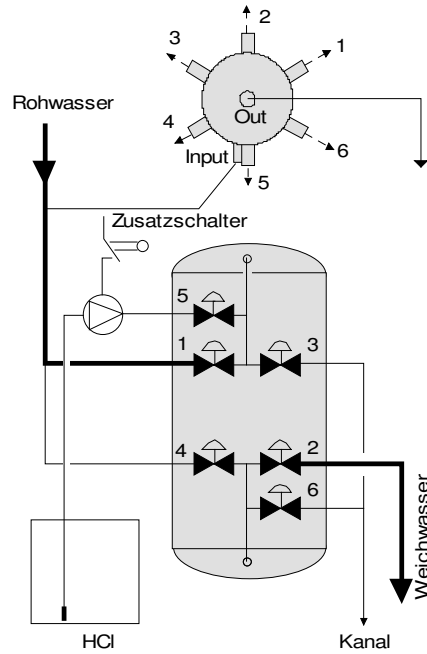 2
3
1
Rohwasser
Out
4
Input
6
5
Zusatzschalter
5
1
3
4
2
6
Weichwasser
HCl
Kanal